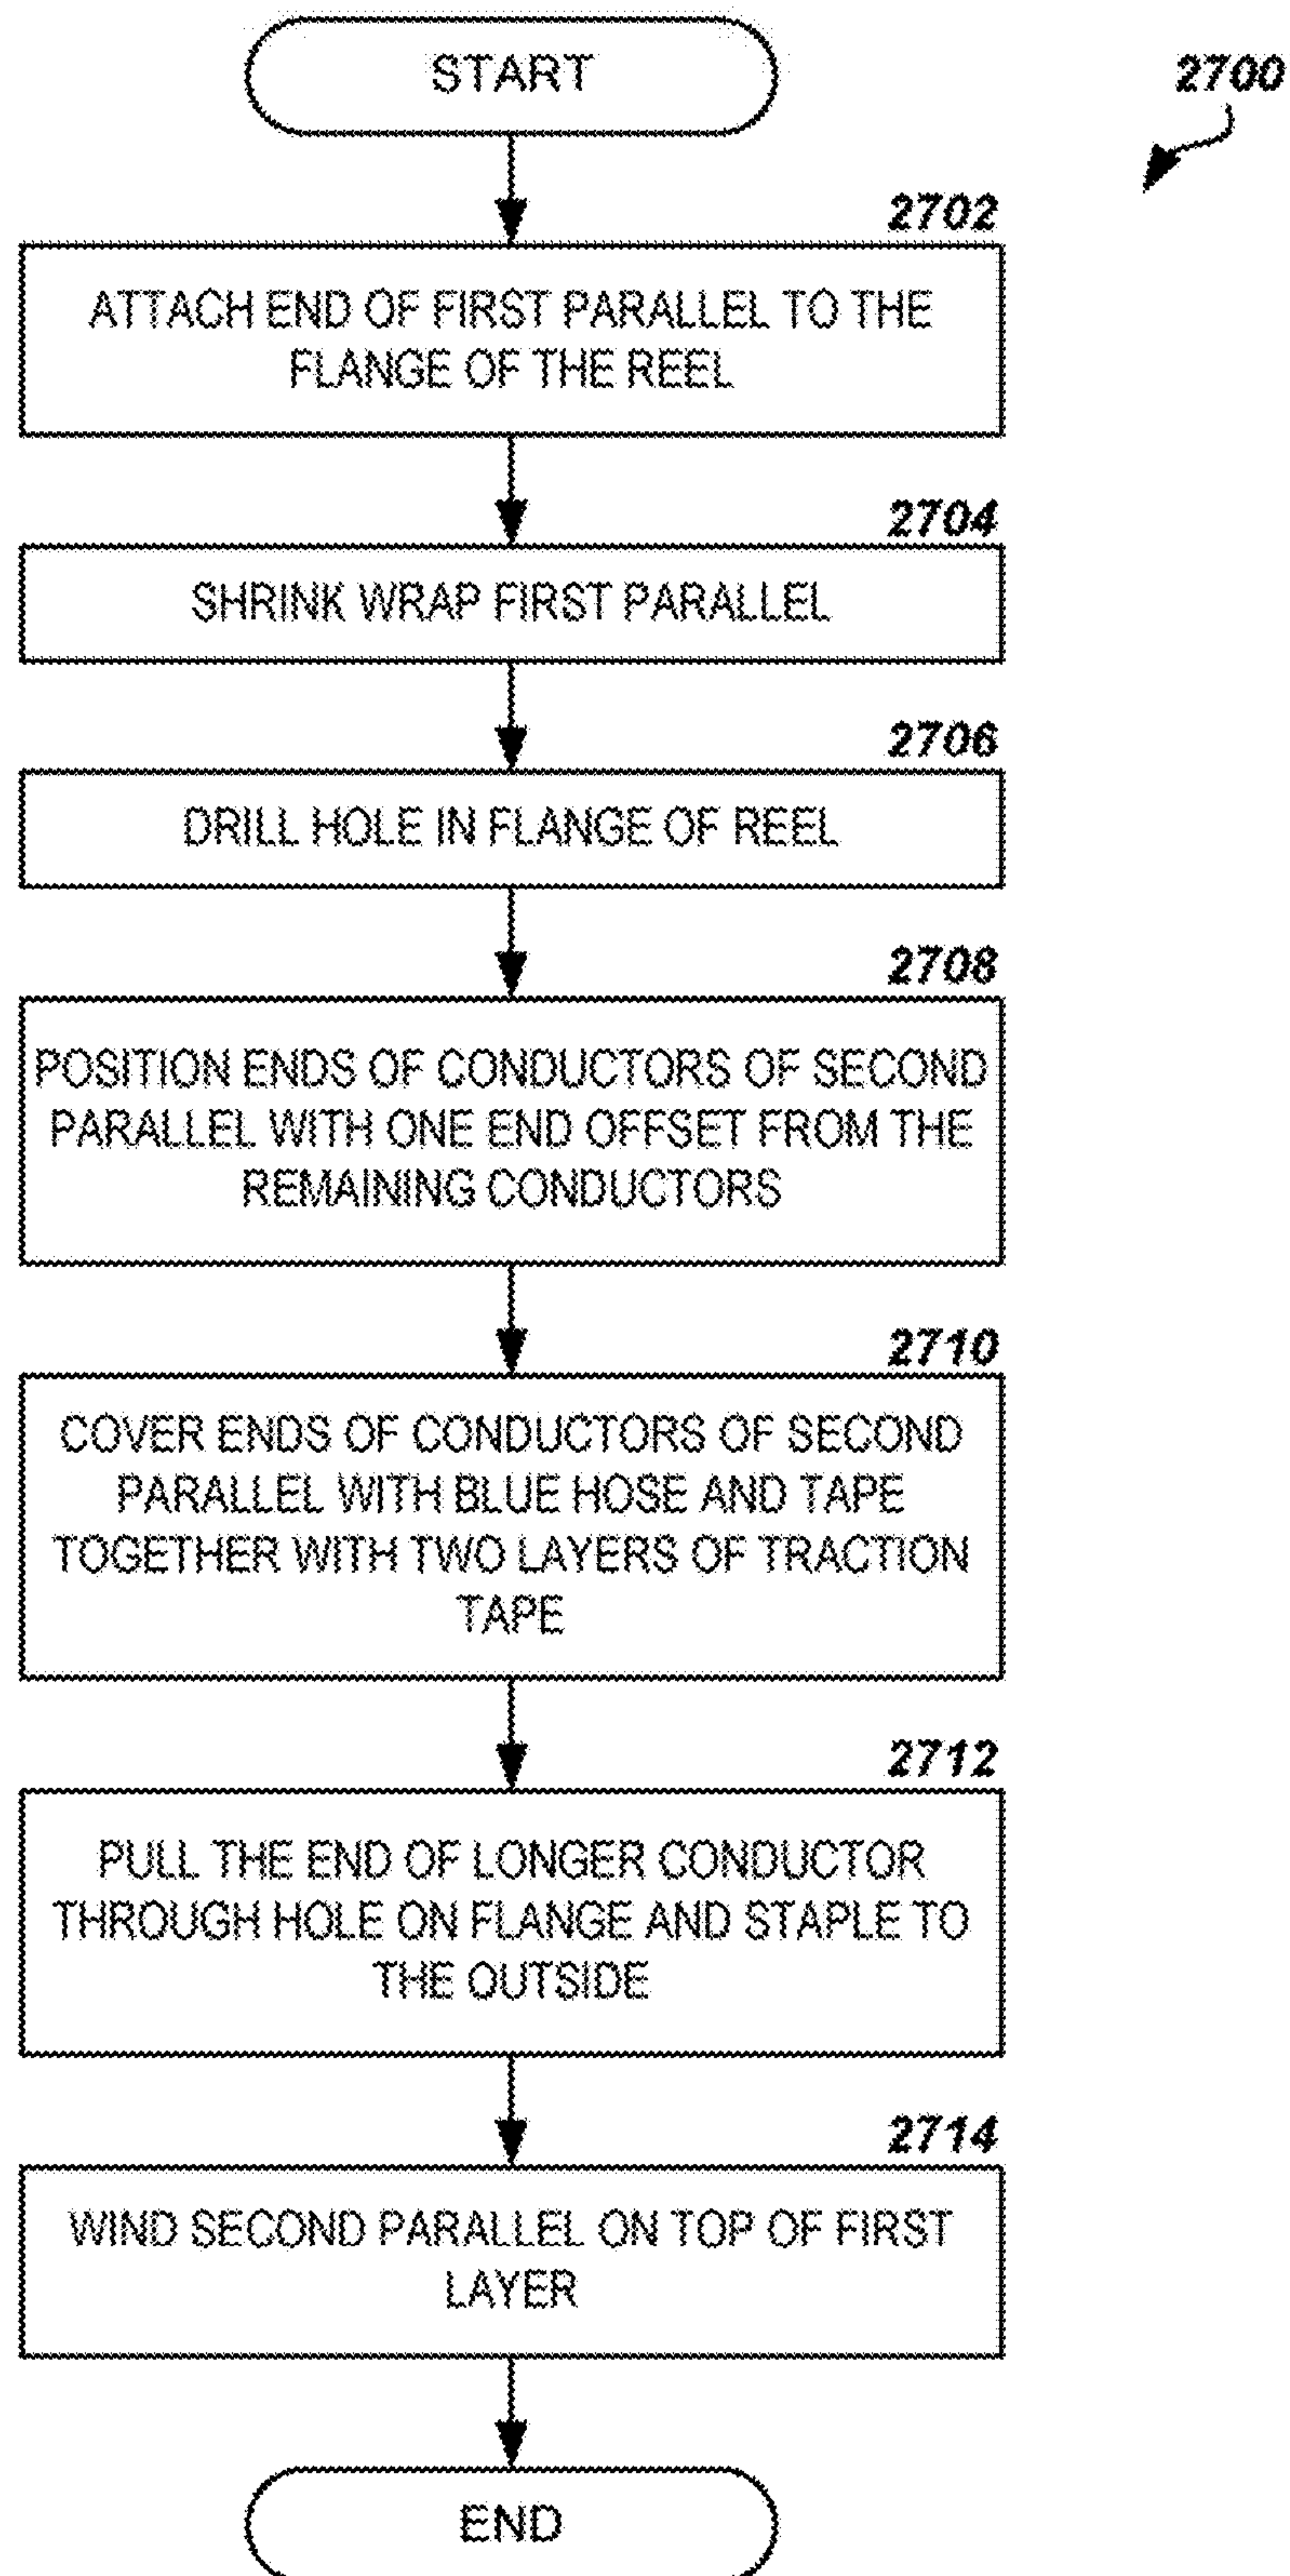 START
2700
2702
ATTACH END OF FIRST PARALLEL TO THE
FLANGE OF THE REEL
2704
SHRINK WRAP FIRST PARALLEL
2706
DRILL HOLE IN FLANGE OF REEL
2708
POSITION ENDS OF CONDUCTORS OF SECOND
PARALLEL WITH ONE END OFFSET FROM THE
REMAINING CONDUCTORS
2710
COVER ENDS OF CONDUCTORS OF SECOND
PARALLEL WITH BLUE HOSE AND TAPE
TOGETHER WITH TWO LAYERS OF TRACTION
TAPE
2712
PULL THE END OF LONGER CONDUCTOR
THROUGH HOLE ON FLANGE AND STAPLE TO
THE OUTSIDE
2714
WIND SECOND PARALLEL ON TOP OF FIRST
LAYER
END